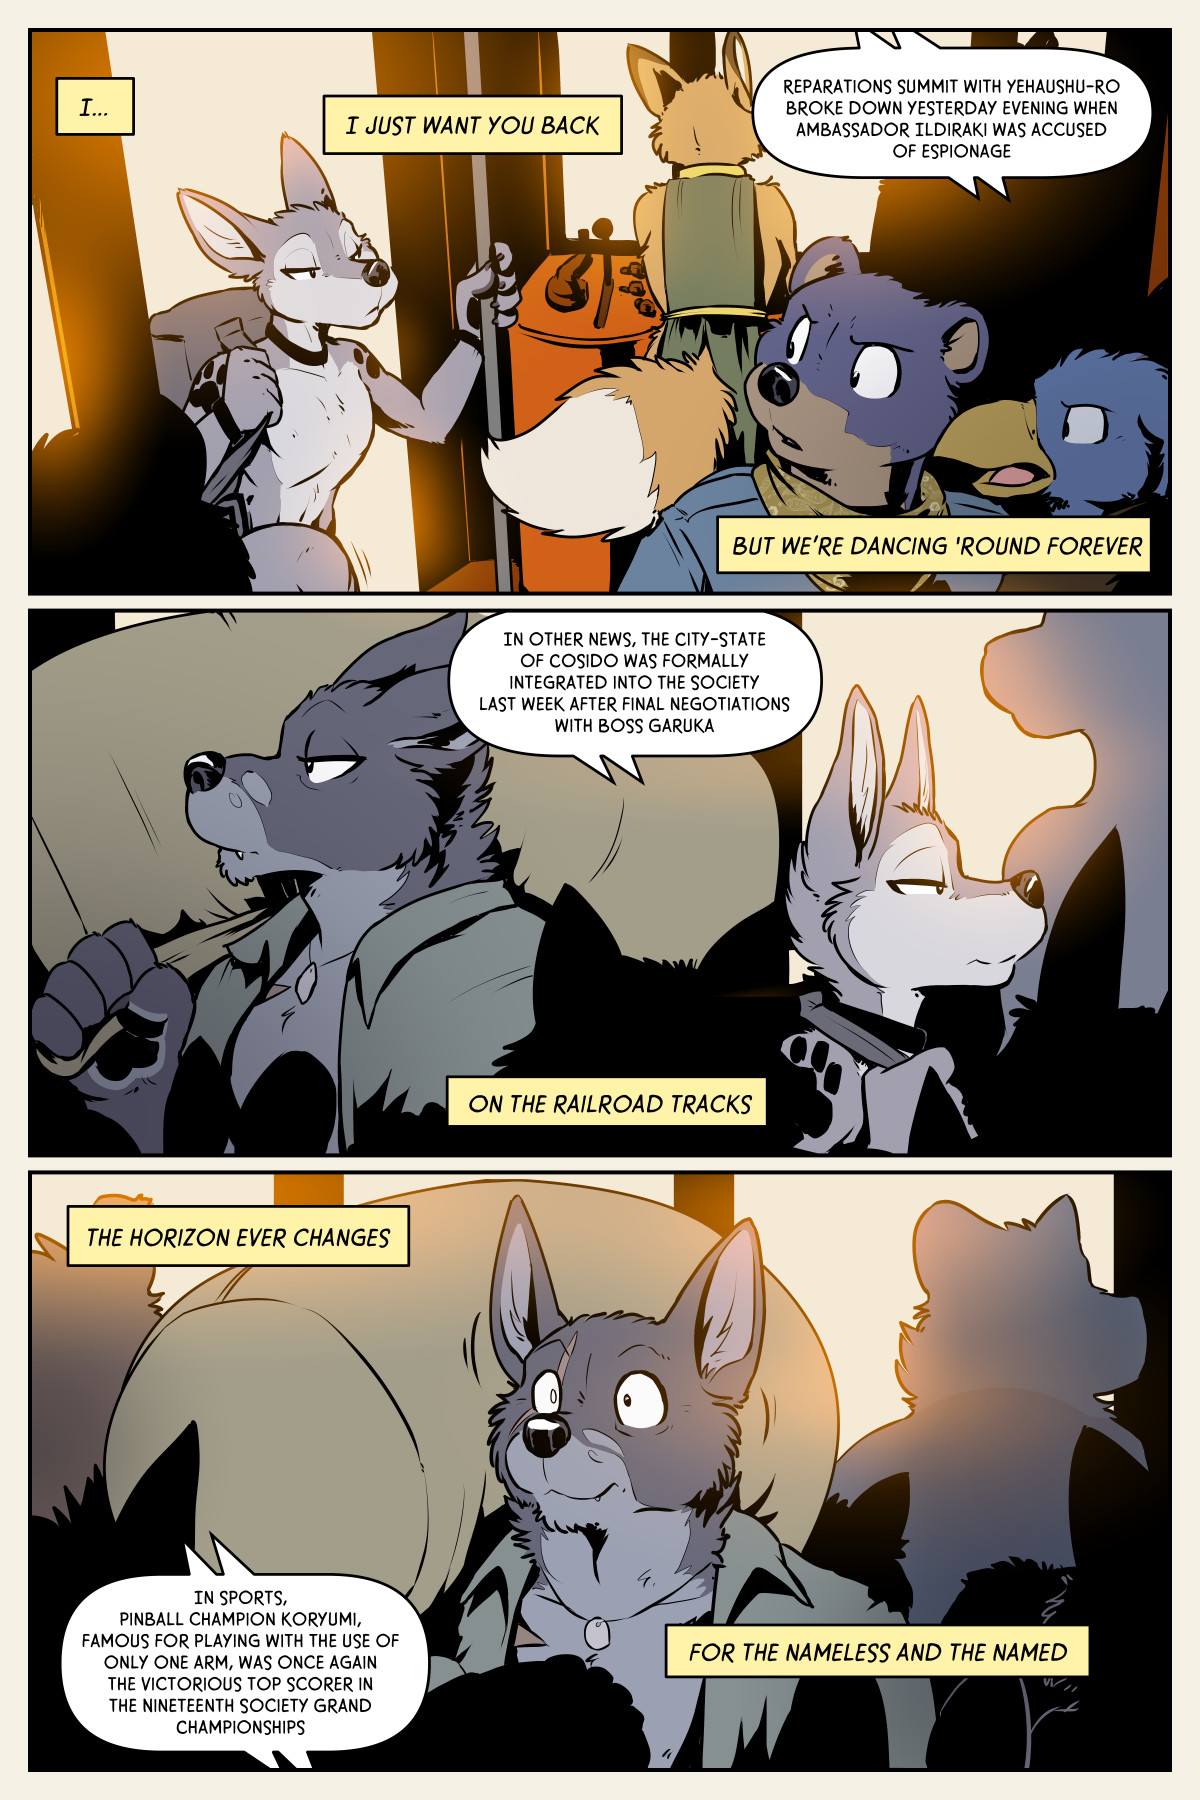 I...
I JUST WANT YOU BACK
REPARATIONS SUMMIT WITH YEHAUSHU-RO
BROKE DOWN YESTERDAY EVENING WHEN
AMBASSADOR ILDIRAKI WAS ACCUSED
OF ESPIONAGE
BUT WE'RE DANCING 'ROUND FOREVER
IN OTHER NEWS, THE CITY-STATE
OF COSIDO WAS FORMALLY
INTEGRATED INTO THE SOCIETY
LAST WEEK AFTER FINAL NEGOTIATIONS
WITH BOSS GARUKA
ON THE RAILROAD TRACKS
THE HORIZON EVER CHANGES
IN SPORTS,
PINBALL CHAMPION KORYUMI,
FAMOUS FOR PLAYING WITH THE USE OF
ONLY ONE ARM, WAS ONCE AGAIN
THE VICTORIOUS TOP SCORER IN
THE NINETEENTH SOCIETY GRAND
CHAMPIONSHIPS
FOR THE NAMELESS AND THE NAMED